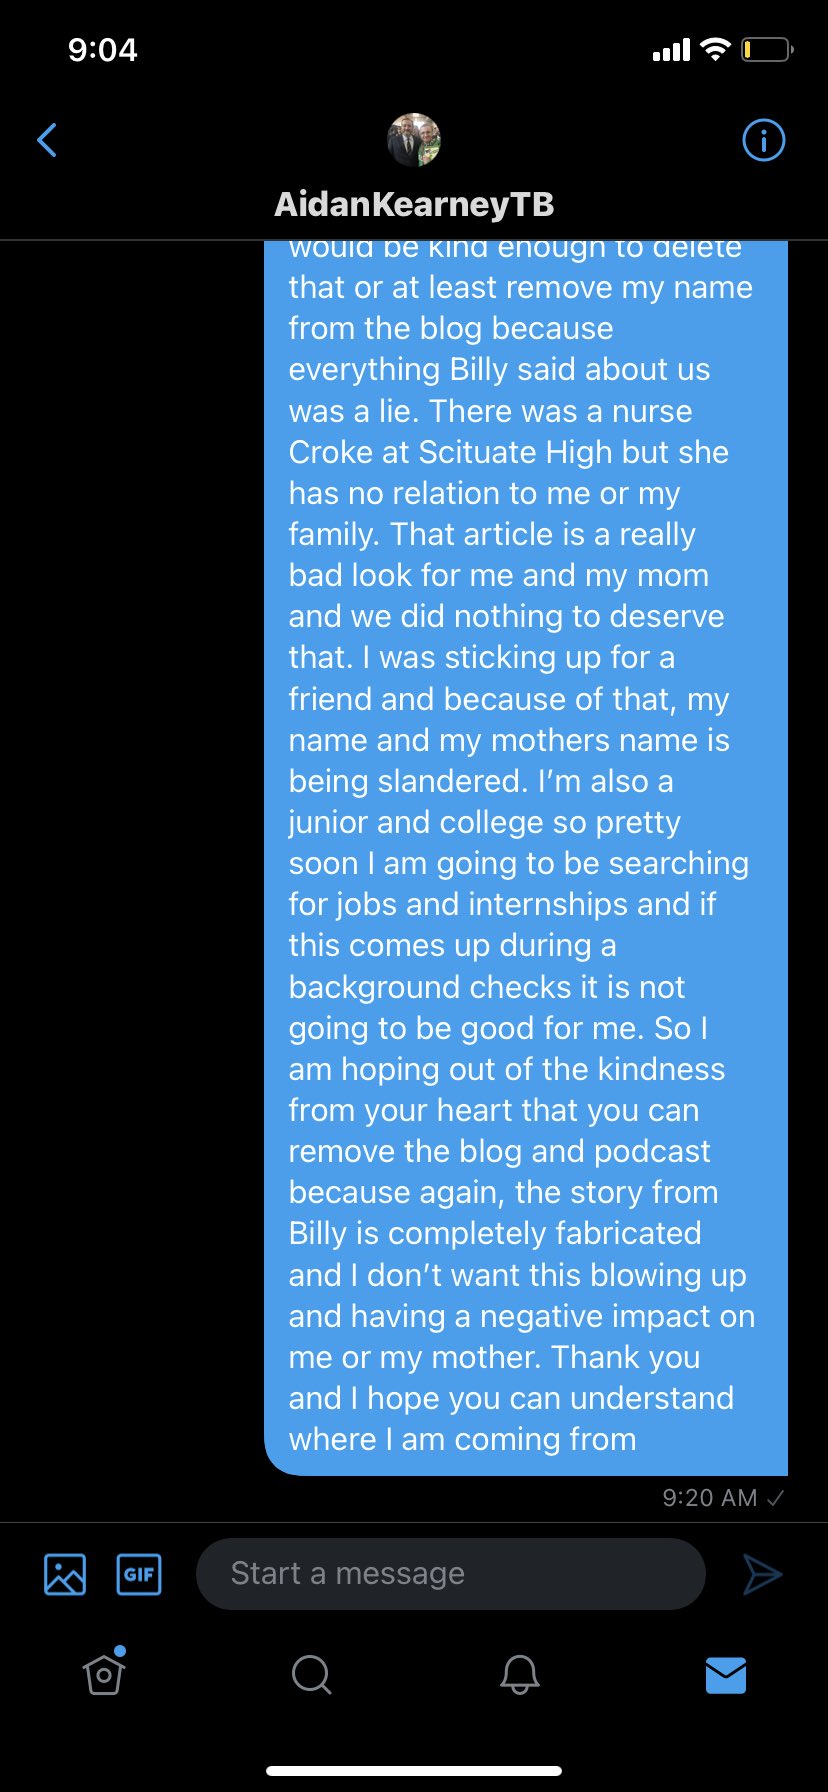 9:04
AidanKearneyTB
would be kind enough to delete
that or at least remove my name
from the blog because
everything Billy said about us
was a lie. There was a nurse
Croke at Scituate High but she
has no relation to me or my
family. That article is a really
bad look for me and my mom
and we did nothing to deserve
that. I was sticking up for a
friend and because of that, my
name and my mothers name is
being slandered. I'm also a
junior and college so pretty
soon I am going to be searching
for jobs and internships and if
this comes up during a
background checks it is not
going to be good for me. So I
am hoping out of the kindness
from your heart that you can
remove the blog and podcast
because again, the story from
Billy is completely fabricated
and I don't want this blowing up
and having a negative impact on
me or my mother. Thank you
and I hope you can understand
where I am coming from
9:20 AM
GIF
Start a message